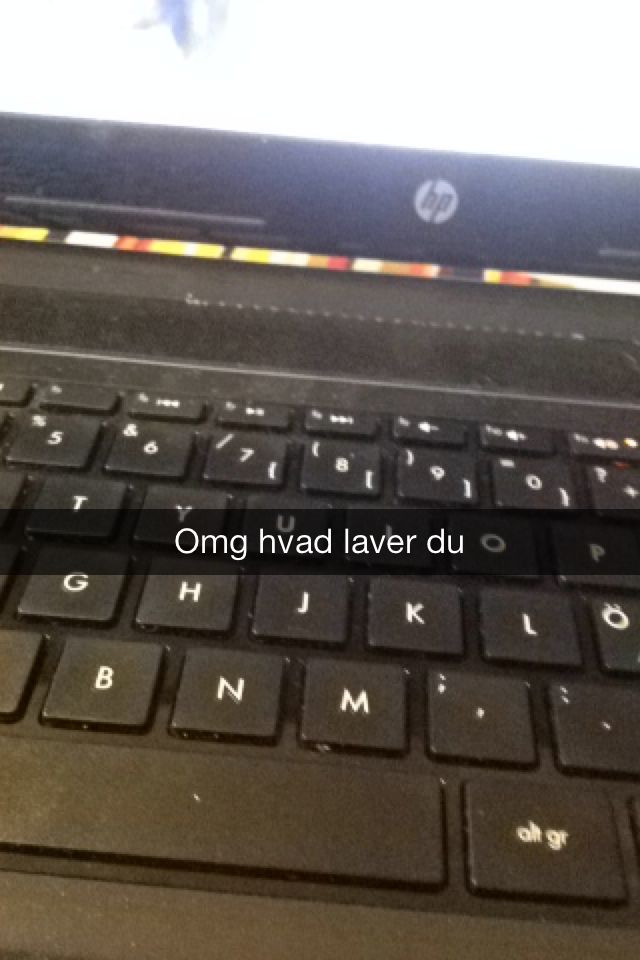 hp
% 5 & 6 / 7 { ( 8 [ ) 9 ] = 0 } ? +
T Y U I O P
Omg hvad laver du
G H J K L Ö
B N M ; , : .
alt gr